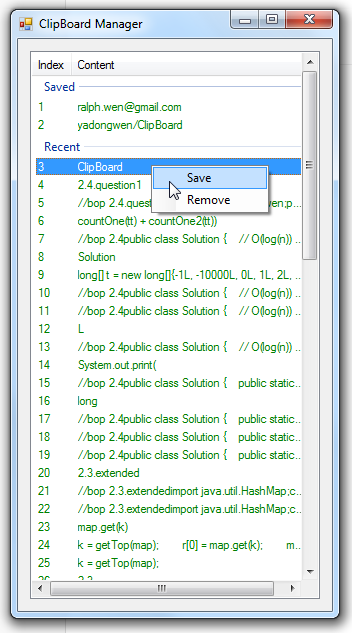 ClipBoard Manager
Index Content
Saved
1 ralph.wen@gmail.com
2 yadongwen/ClipBoard
Recent
3 ClipBoard
Save
4 2.4.question1
5 //bop 2.4.quest wen;p...
Remove
6 countOne(tt) + countOne2(tt))
7 //bop 2.4public class Solution { // O(log(n)) ...
8 Solution
9 long[] t = new long[]{-1L, -10000L, 0L, 1L, 2L, ...
10 //bop 2.4public class Solution { // O(log(n)) ...
11 //bop 2.4public class Solution { // O(log(n)) ...
12 L
13 //bop 2.4public class Solution { // O(log(n)) ...
14 System.out.print(
15 //bop 2.4public class Solution { public static...
16 long
17 //bop 2.4public class Solution { public static...
18 //bop 2.4public class Solution { public static...
19 //bop 2.4public class Solution { public static...
20 2.3.extended
21 //bop 2.3.extendedimport java.util.HashMap;c...
22 //bop 2.3.extendedimport java.util.HashMap;c...
23 map.get(k)
24 k = getTop(map); r[0] = map.get(k); m...
25 k = getTop(map);